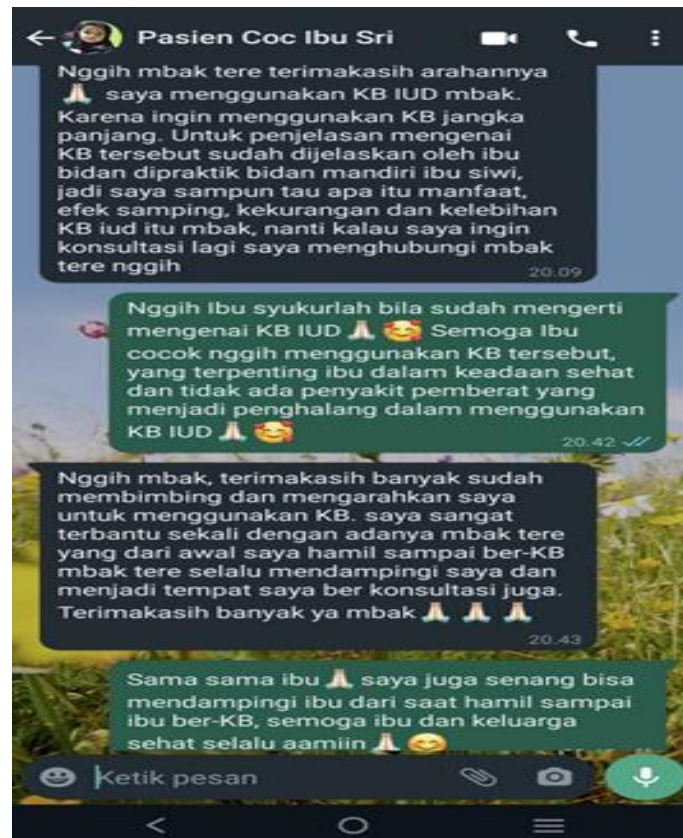 Pasien Coc Ibu Sri
Nggih mbak tere terimakasih arahannya
🙏🏻 saya menggunakan KB IUD mbak.
Karena ingin menggunakan KB jangka
panjang. Untuk penjelasan mengenai
KB tersebut sudah dijelaskan oleh ibu
bidan dipraktik bidan mandiri ibu siwi,
jadi saya sampun tau apa itu manfaat,
efek samping, kekurangan dan kelebihan
KB iud itu mbak, nanti kalau saya ingin
konsultasi lagi saya menghubungi mbak
tere nggih
20.09
Nggih Ibu syukurlah bila sudah mengerti
mengenai KB IUD 🙏🏻 🥰 Semoga Ibu
cocok nggih menggunakan KB tersebut,
yang terpenting ibu dalam keadaan sehat
dan tidak ada penyakit pemberat yang
menjadi penghalang dalam menggunakan
KB IUD 🙏🏻 🥰
20.42
Nggih mbak, terimakasih banyak sudah
membimbing dan mengarahkan saya
untuk menggunakan KB. saya sangat
terbantu sekali dengan adanya mbak tere
yang dari awal saya hamil sampai ber-KB
mbak tere selalu mendampingi saya dan
menjadi tempat saya ber konsultasi juga.
Terimakasih banyak ya mbak 🙏🏻 🙏🏻 🙏🏻
20.43
Sama sama ibu 🙏🏻 saya juga senang bisa
mendampingi ibu dari saat hamil sampai
ibu ber-KB, semoga ibu dan keluarga
sehat selalu aamiin 🙏🏻 😊
Ketik pesan